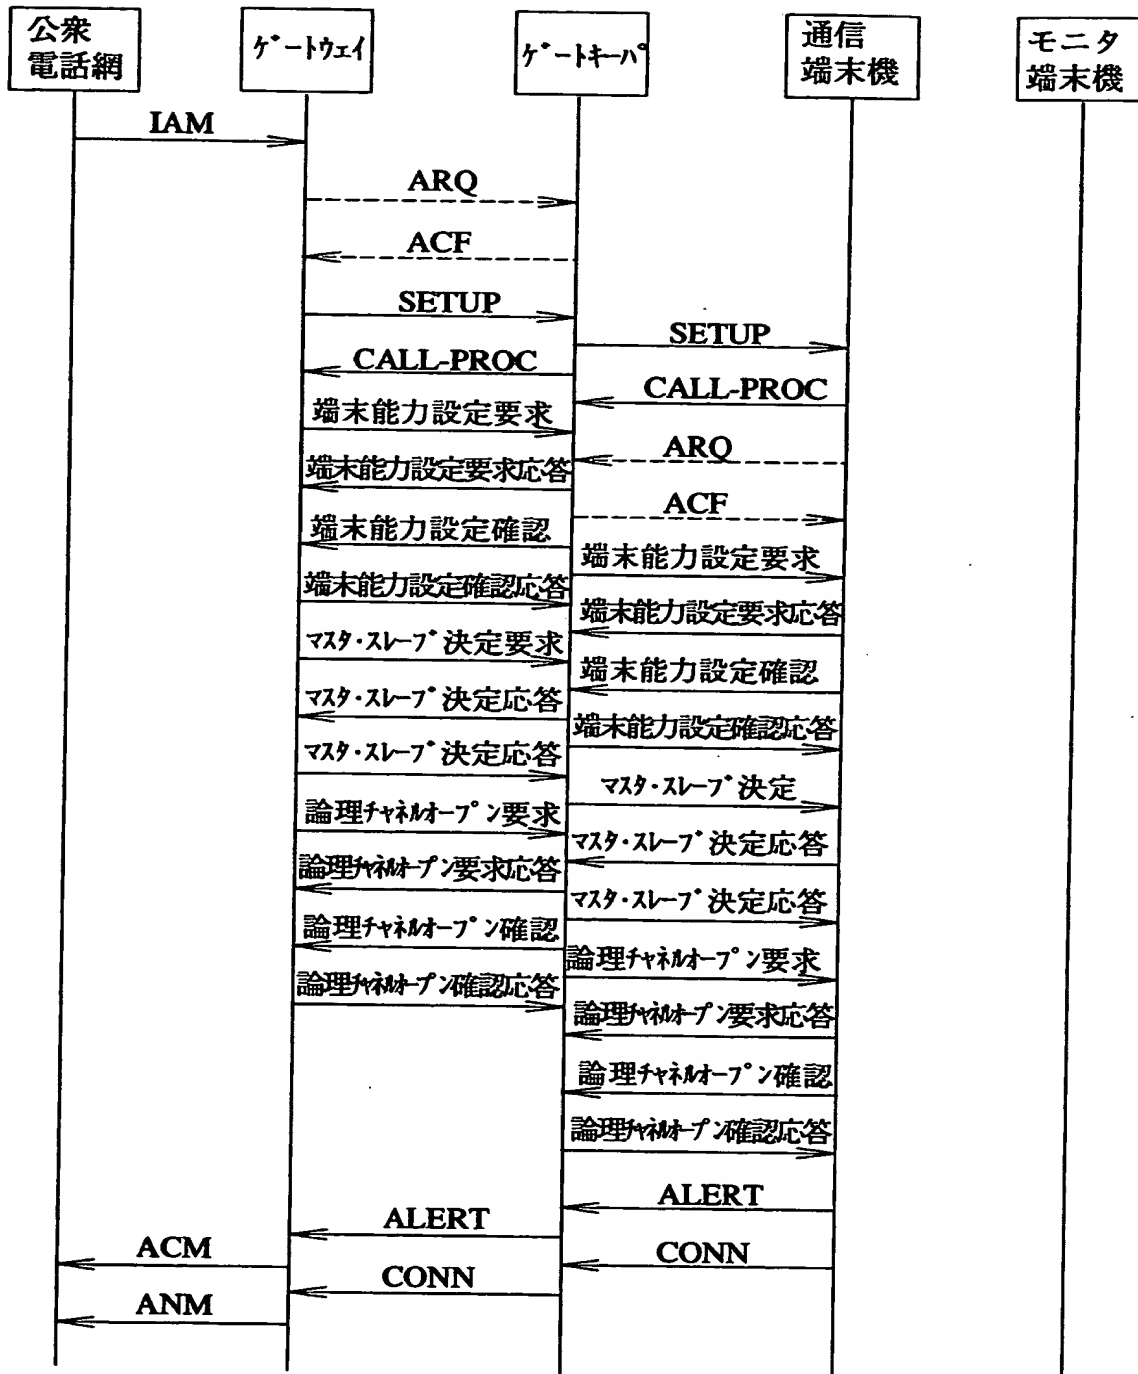 公衆
電話網
ゲートウェイ
ゲートキーパ
通信
端末機
モニタ
端末機
IAM
ARQ
ACF
SETUP
SETUP
CALL-PROC
CALL-PROC
端末能力設定要求
ARQ
端末能力設定要求応答
ACF
端末能力設定確認
端末能力設定要求
端末能力設定確認応答
端末能力設定要求応答
マスタ・スレーブ決定要求
端末能力設定確認
マスタ・スレーブ決定応答
端末能力設定確認応答
マスタ・スレーブ決定応答
マスタ・スレーブ決定
論理チャネルオープン要求
マスタ・スレーブ決定応答
論理チャネルオープン要求応答
マスタ・スレーブ決定応答
論理チャネルオープン確認
論理チャネルオープン要求
論理チャネルオープン確認応答
論理チャネルオープン要求応答
論理チャネルオープン確認
論理チャネルオープン確認応答
ALERT
ALERT
ACM
CONN
CONN
ANM